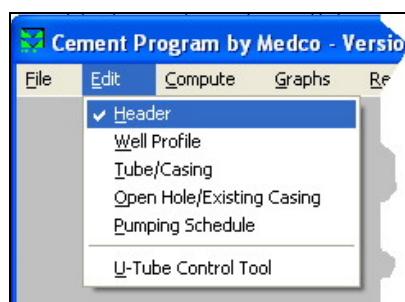 Cement Program by Medco - Versio
File Edit Compute Graphs Re
Header
Well Profile
Tube/Casing
Open Hole/Existing Casing
Pumping Schedule
U-Tube Control Tool